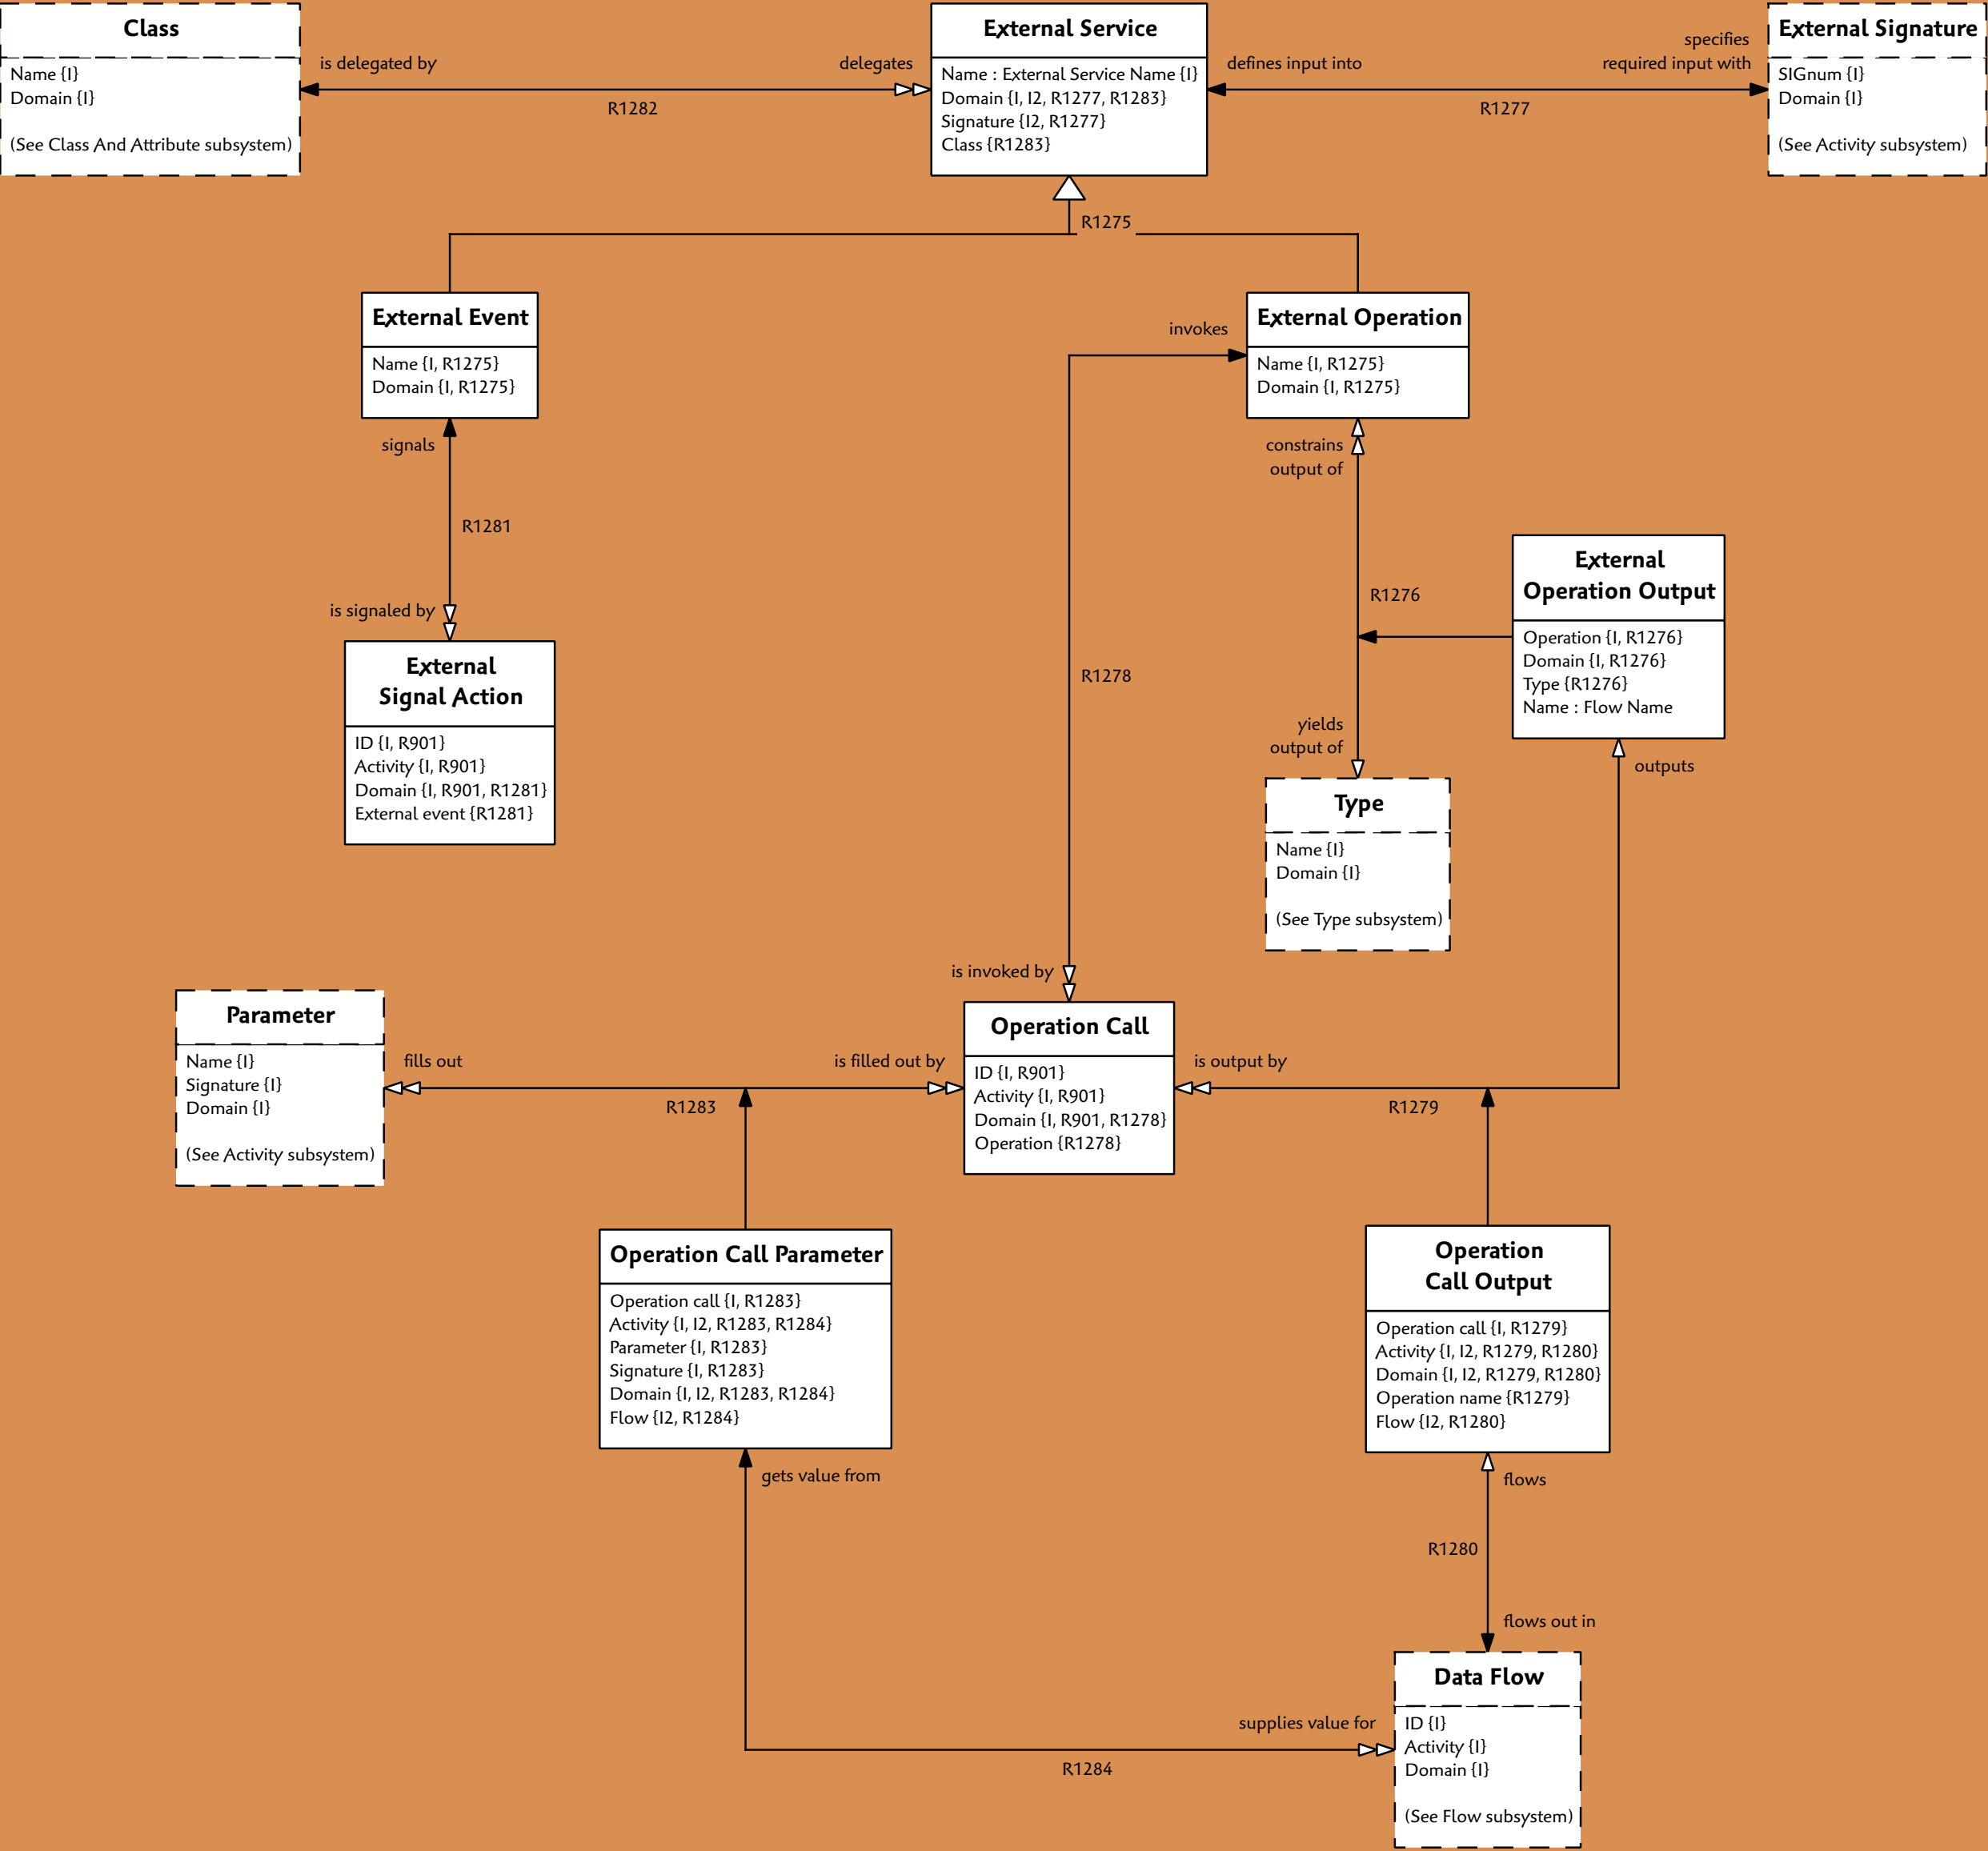 Class
Name {I}
Domain {I}
(See Class And Attribute subsystem)
is delegated by
delegates
R1282
External Service
Name : External Service Name {I}
Domain {I, I2, R1277, R1283}
Signature {I2, R1277}
Class {R1283}
defines input into
specifies
required input with
R1277
External Signature
SIGnum {I}
Domain {I}
(See Activity subsystem)
R1275
External Event
Name {I, R1275}
Domain {I, R1275}
External Operation
Name {I, R1275}
Domain {I, R1275}
invokes
signals
R1281
is signaled by
External
Signal Action
ID {I, R901}
Activity {I, R901}
Domain {I, R901, R1281}
External event {R1281}
constrains
output of
R1276
yields
output of
External
Operation Output
Operation {I, R1276}
Domain {I, R1276}
Type {R1276}
Name : Flow Name
outputs
R1278
Type
Name {I}
Domain {I}
(See Type subsystem)
is invoked by
Parameter
Name {I}
Signature {I}
Domain {I}
(See Activity subsystem)
fills out
is filled out by
R1283
Operation Call
ID {I, R901}
Activity {I, R901}
Domain {I, R901, R1278}
Operation {R1278}
is output by
R1279
Operation Call Parameter
Operation call {I, R1283}
Activity {I, I2, R1283, R1284}
Parameter {I, R1283}
Signature {I, R1283}
Domain {I, I2, R1283, R1284}
Flow {I2, R1284}
Operation
Call Output
Operation call {I, R1279}
Activity {I, I2, R1279, R1280}
Domain {I, I2, R1279, R1280}
Operation name {R1279}
Flow {I2, R1280}
gets value from
flows
R1280
flows out in
supplies value for
R1284
Data Flow
ID {I}
Activity {I}
Domain {I}
(See Flow subsystem)